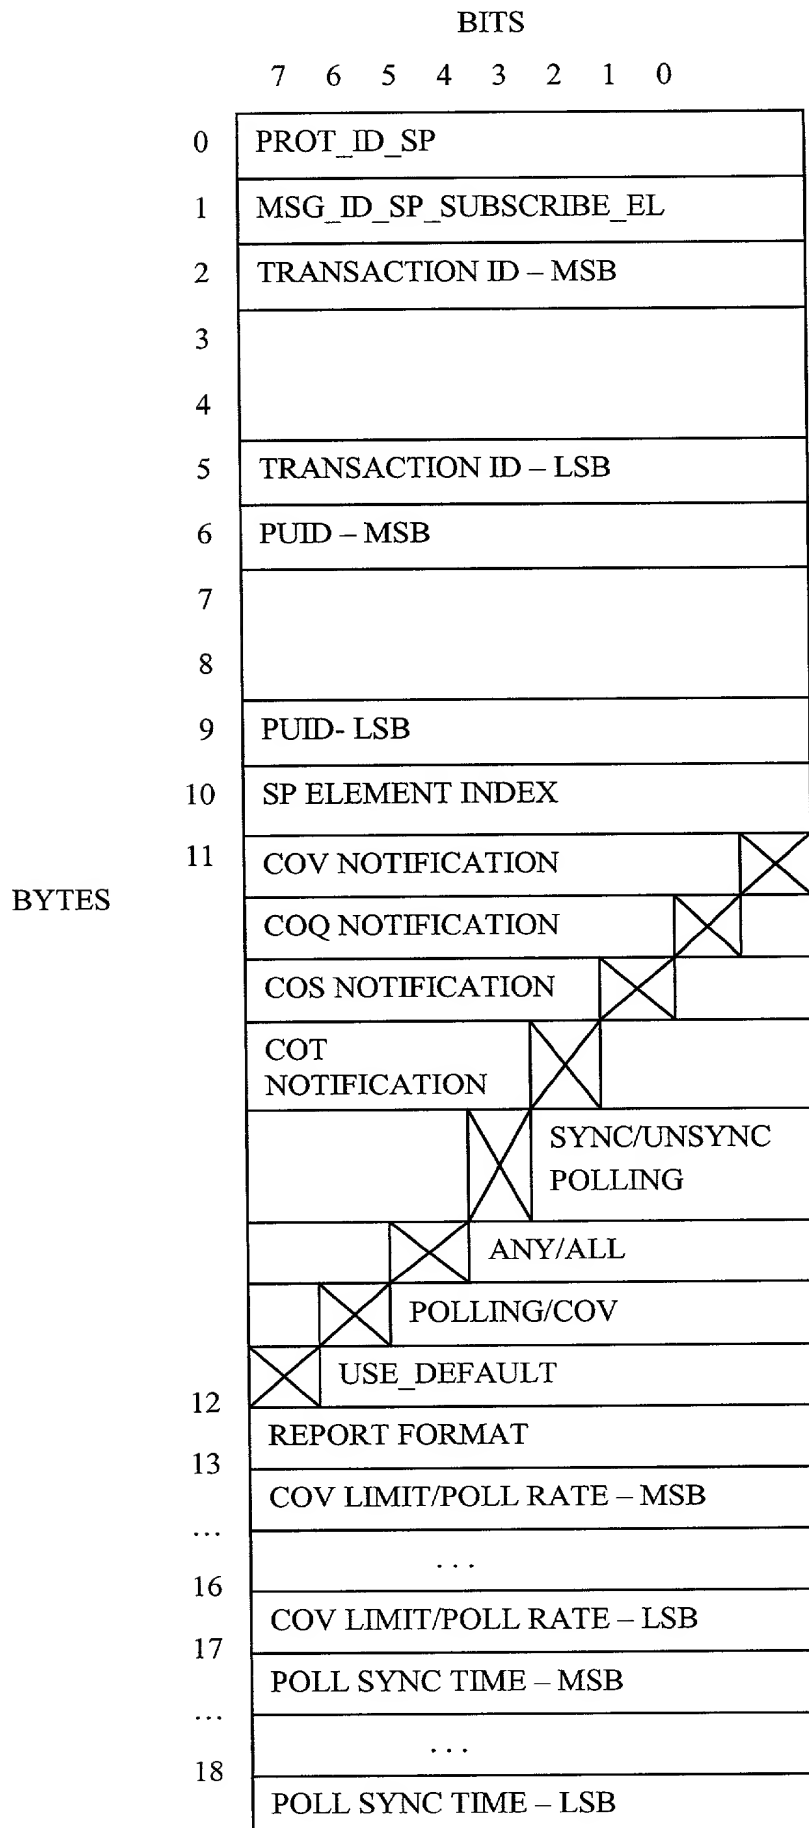 BITS
7 6 5 4 3 2 1 0
0 PROT_ID_SP
1 MSG_ID_SP_SUBSCRIBE_EL
2 TRANSACTION ID – MSB
3
4
5 TRANSACTION ID – LSB
6 PUID – MSB
7
8
9 PUID- LSB
10 SP ELEMENT INDEX
11 COV NOTIFICATION
BYTES
COQ NOTIFICATION
COS NOTIFICATION
COT
NOTIFICATION
SYNC/UNSYNC
POLLING
ANY/ALL
POLLING/COV
USE_DEFAULT
12
REPORT FORMAT
13
COV LIMIT/POLL RATE – MSB
...
...
16
COV LIMIT/POLL RATE – LSB
17
POLL SYNC TIME – MSB
...
...
18
POLL SYNC TIME – LSB